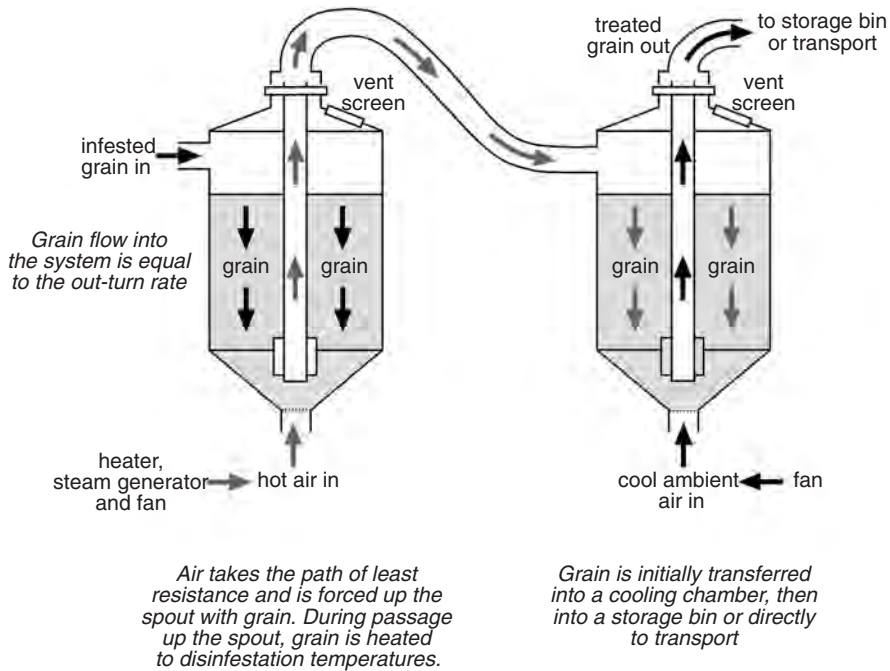 treated
grain out
to storage bin
or transport
vent
screen
vent
screen
infested
grain in
Grain flow into
the system is equal
to the out-turn rate
grain
grain
grain
grain
heater,
steam generator
and fan
hot air in
cool ambient
air in
fan
Air takes the path of least
resistance and is forced up the
spout with grain. During passage
up the spout, grain is heated
to disinfestation temperatures.
Grain is initially transferred
into a cooling chamber, then
into a storage bin or directly
to transport